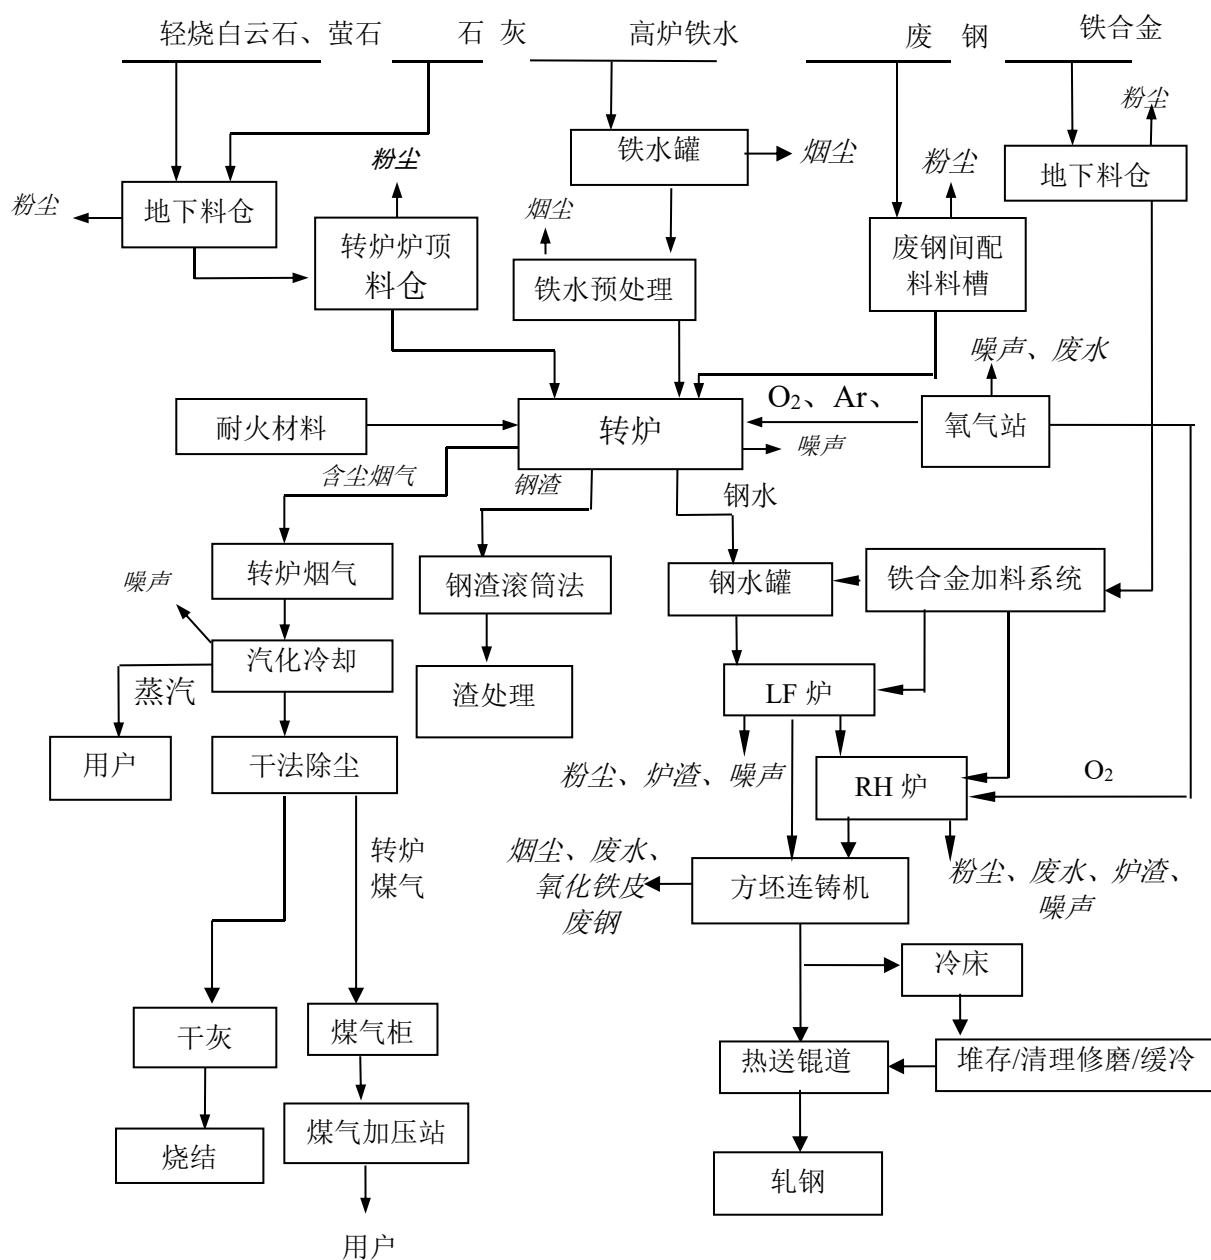 轻烧白云石、萤石
石 灰
高炉铁水
废 钢
铁合金
粉尘
铁水罐
烟尘
粉尘
粉尘
地下料仓
粉尘
地下料仓
烟尘
转炉炉顶
料仓
废钢间配
料料槽
铁水预处理
噪声、废水
O₂、Ar、
耐火材料
转炉
氧气站
噪声
含尘烟气
钢渣
钢水
转炉烟气
钢渣滚筒法
钢水罐
铁合金加料系统
噪声
汽化冷却
蒸汽
渣处理
LF 炉
用户
干法除尘
粉尘、炉渣、噪声
RH 炉
O₂
转炉
煤气
烟尘、废水、
氧化铁皮
废钢
方坯连铸机
粉尘、废水、炉渣、
噪声
冷床
干灰
煤气柜
热送辊道
堆存/清理修磨/缓冷
烧结
煤气加压站
轧钢
用户